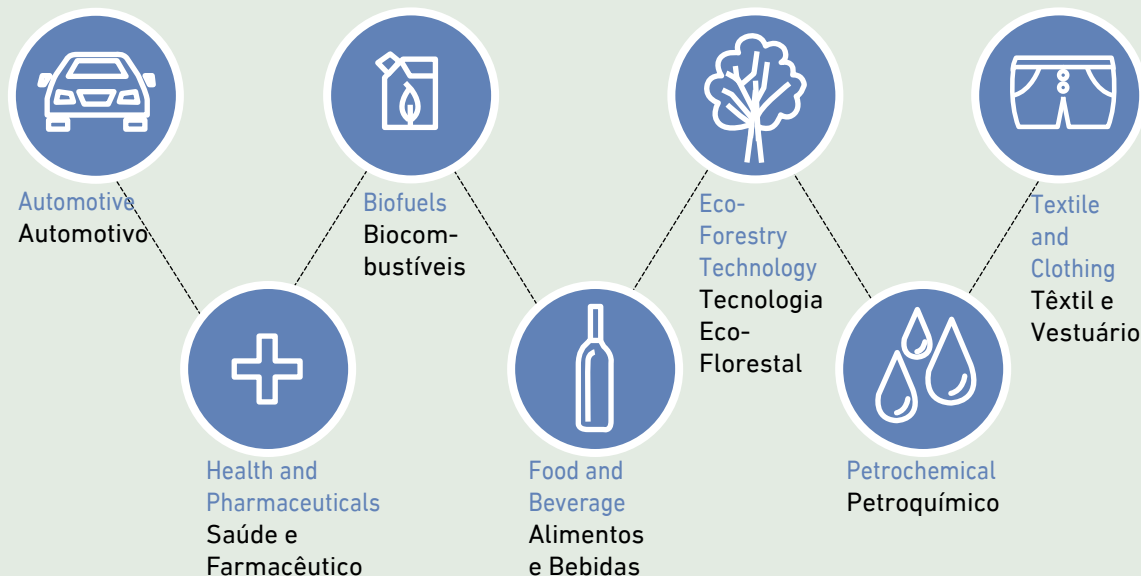 Automotive
Automotivo
Health and
Pharmaceuticals
Saúde e
Farmacêutico
Biofuels
Biocom-
bustíveis
Food and
Beverage
Alimentos
e Bebidas
Eco-
Forestry
Technology
Tecnologia
Eco-
Florestal
Petrochemical
Petroquímico
Textile
and
Clothing
Têxtil e
Vestuário